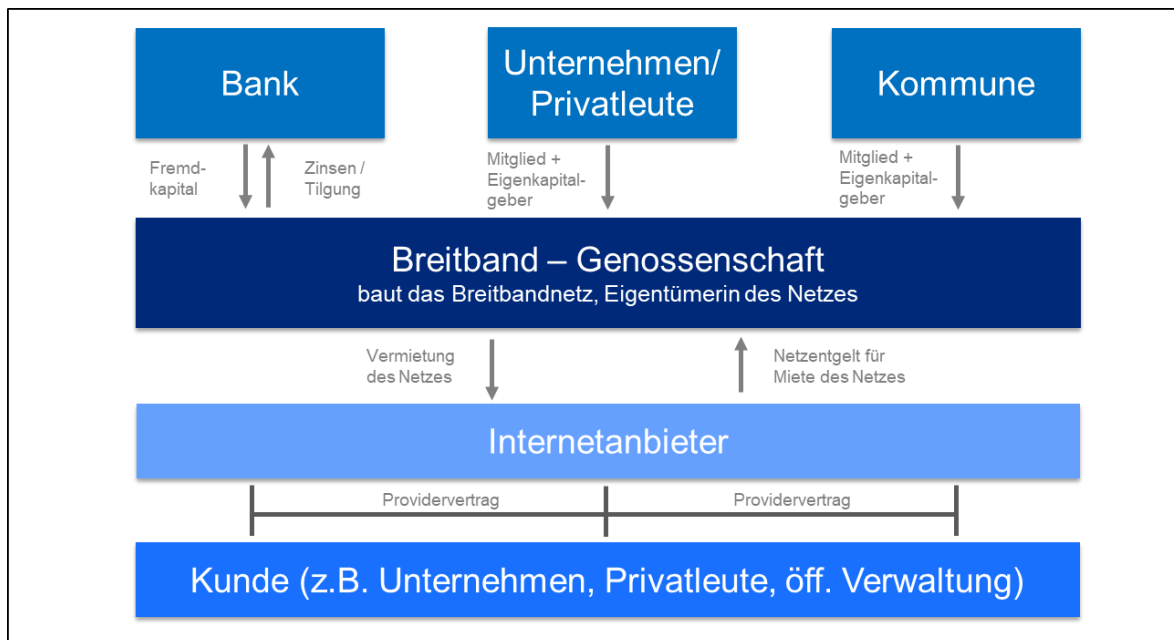 Bank
Unternehmen/
Privatleute
Kommune
Fremd-
kapital
Zinsen /
Tilgung
Mitglied +
Eigenkapital-
geber
Mitglied +
Eigenkapital-
geber
Breitband – Genossenschaft
baut das Breitbandnetz, Eigentümerin des Netzes
Vermietung
des Netzes
Netzentgelt für
Miete des Netzes
Internetanbieter
Providervertrag
Providervertrag
Kunde (z.B. Unternehmen, Privatleute, öff. Verwaltung)